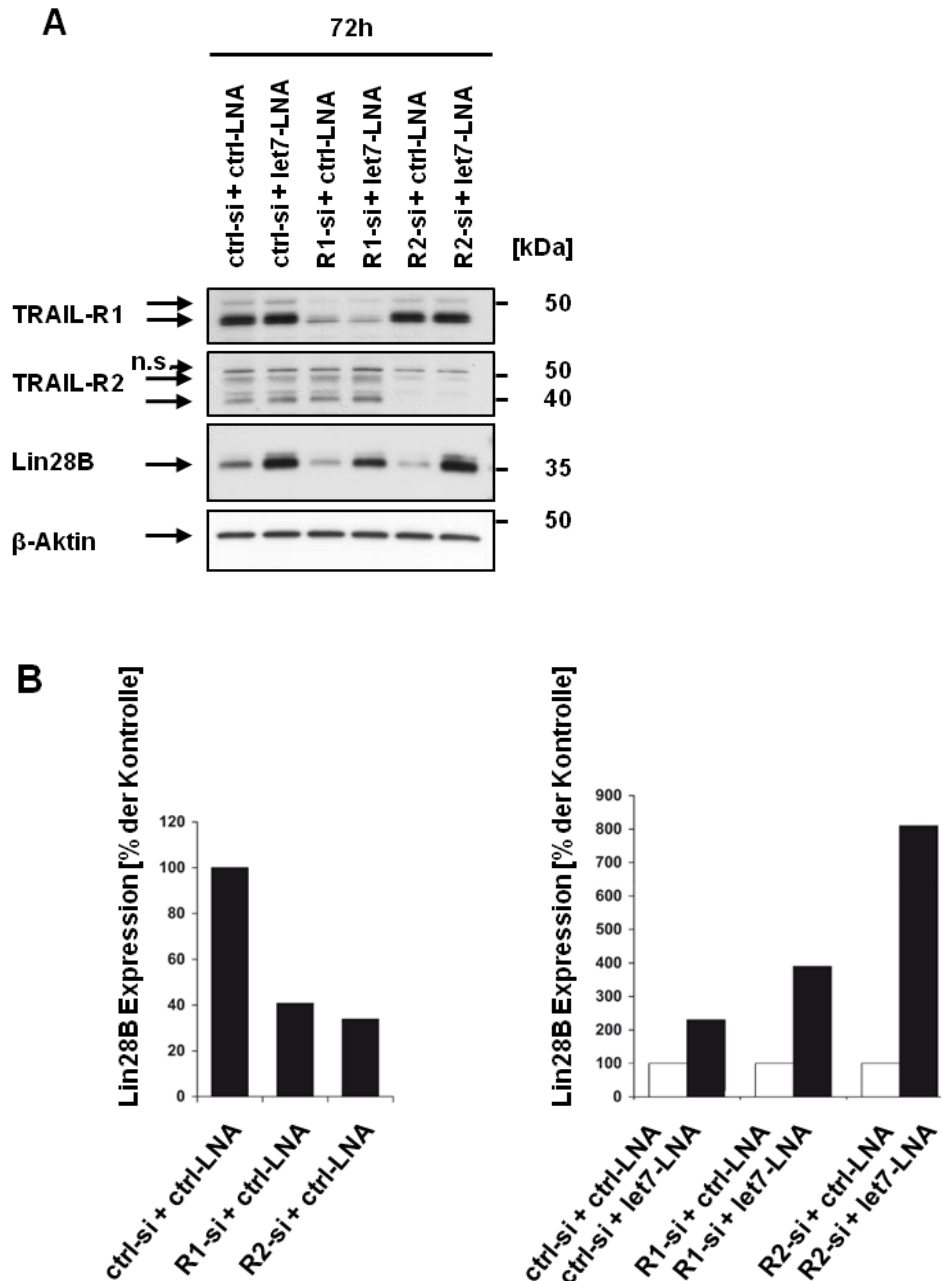 A
72h
ctrl-si + ctrl-LNA
ctrl-si + let7-LNA
R1-si + ctrl-LNA
R1-si + let7-LNA
R2-si + ctrl-LNA
R2-si + let7-LNA
[kDa]
TRAIL-R1
50
n.s.
TRAIL-R2
50
40
Lin28B
35
50
β-Aktin
B
Lin28B Expression [% der Kontrolle]
120
100
80
60
40
20
0
ctrl-si + ctrl-LNA
R1-si + ctrl-LNA
R2-si + ctrl-LNA
Lin28B Expression [% der Kontrolle]
900
800
700
600
500
400
300
200
100
0
ctrl-si + ctrl-LNA
ctrl-si + let7-LNA
R1-si + ctrl-LNA
R1-si + let7-LNA
R2-si + ctrl-LNA
R2-si + let7-LNA